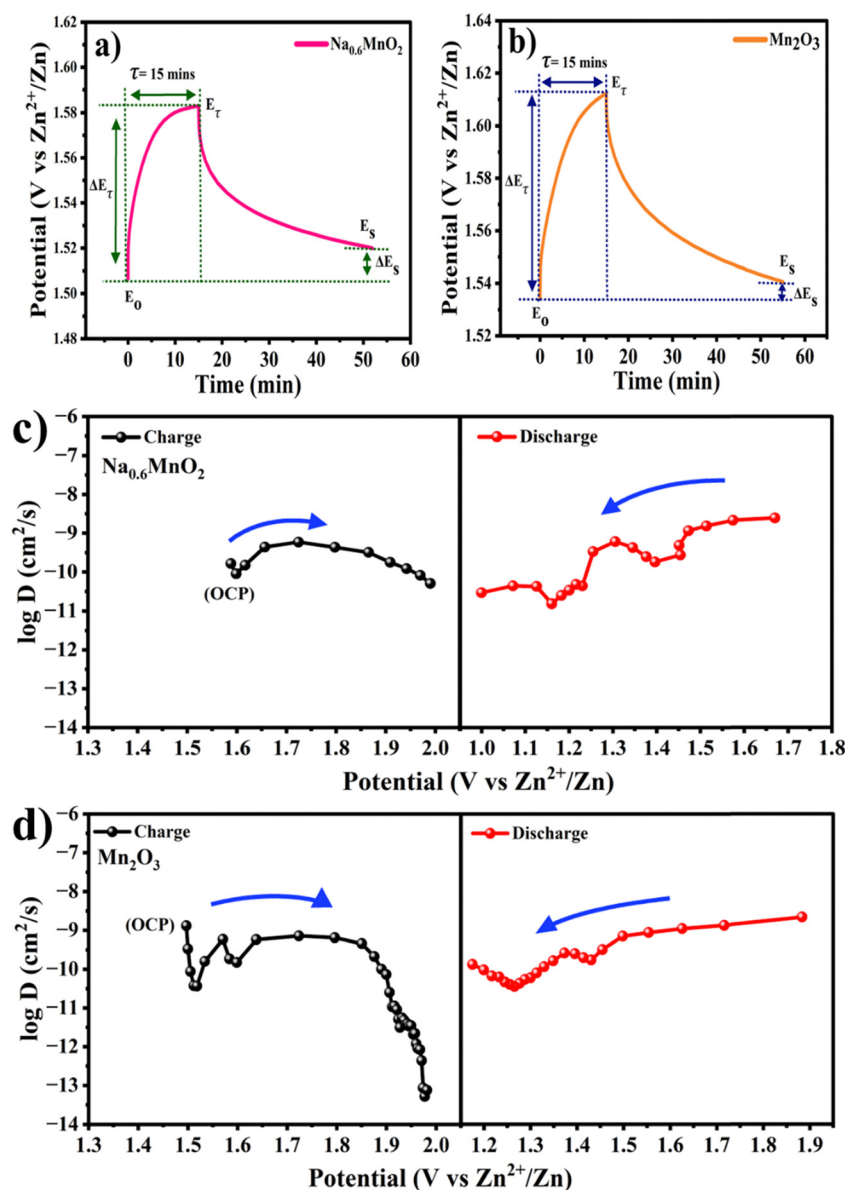 a)
Na0.6MnO2
τ= 15 mins
Eτ
ΔEτ
Es
ΔEs
E0
Potential (V vs Zn2+/Zn)
1.62
1.60
1.58
1.56
1.54
1.52
1.50
1.48
0 10 20 30 40 50 60
Time (min)
b)
Mn2O3
τ= 15 mins
Eτ
ΔEτ
Es
ΔEs
E0
Potential (V vs Zn2+/Zn)
1.64
1.62
1.60
1.58
1.56
1.54
1.52
0 10 20 30 40 50 60
Time (min)
c)
Charge
Na0.6MnO2
(OCP)
Discharge
log D (cm2/s)
−6
−7
−8
−9
−10
−11
−12
−13
−14
1.3 1.4 1.5 1.6 1.7 1.8 1.9 2.0
1.0 1.1 1.2 1.3 1.4 1.5 1.6 1.7 1.8
Potential (V vs Zn2+/Zn)
d)
Charge
Mn2O3
(OCP)
Discharge
log D (cm2/s)
−6
−7
−8
−9
−10
−11
−12
−13
−14
1.3 1.4 1.5 1.6 1.7 1.8 1.9 2.0
1.2 1.3 1.4 1.5 1.6 1.7 1.8 1.9
Potential (V vs Zn2+/Zn)